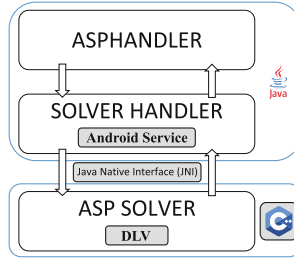 ASPHANDLER
Java
SOLVER HANDLER
Android Service
Java Native Interface (JNI)
ASP SOLVER
DLV
C++